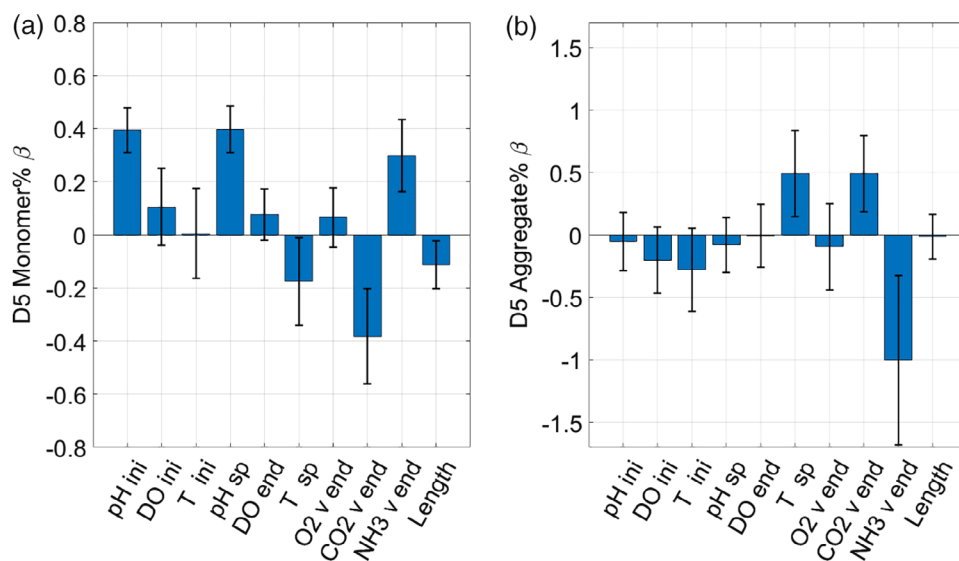 (a)
D5 Monomer% β
0.8
0.6
0.4
0.2
0
-0.2
-0.4
-0.6
-0.8
pH ini
DO ini
T ini
pH sp
DO end
T sp
O2 v end
CO2 v end
NH3 v end
Length
(b)
D5 Aggregate% β
1.5
1
0.5
0
-0.5
-1
-1.5
pH ini
DO ini
T ini
pH sp
DO end
T sp
O2 v end
CO2 v end
NH3 v end
Length